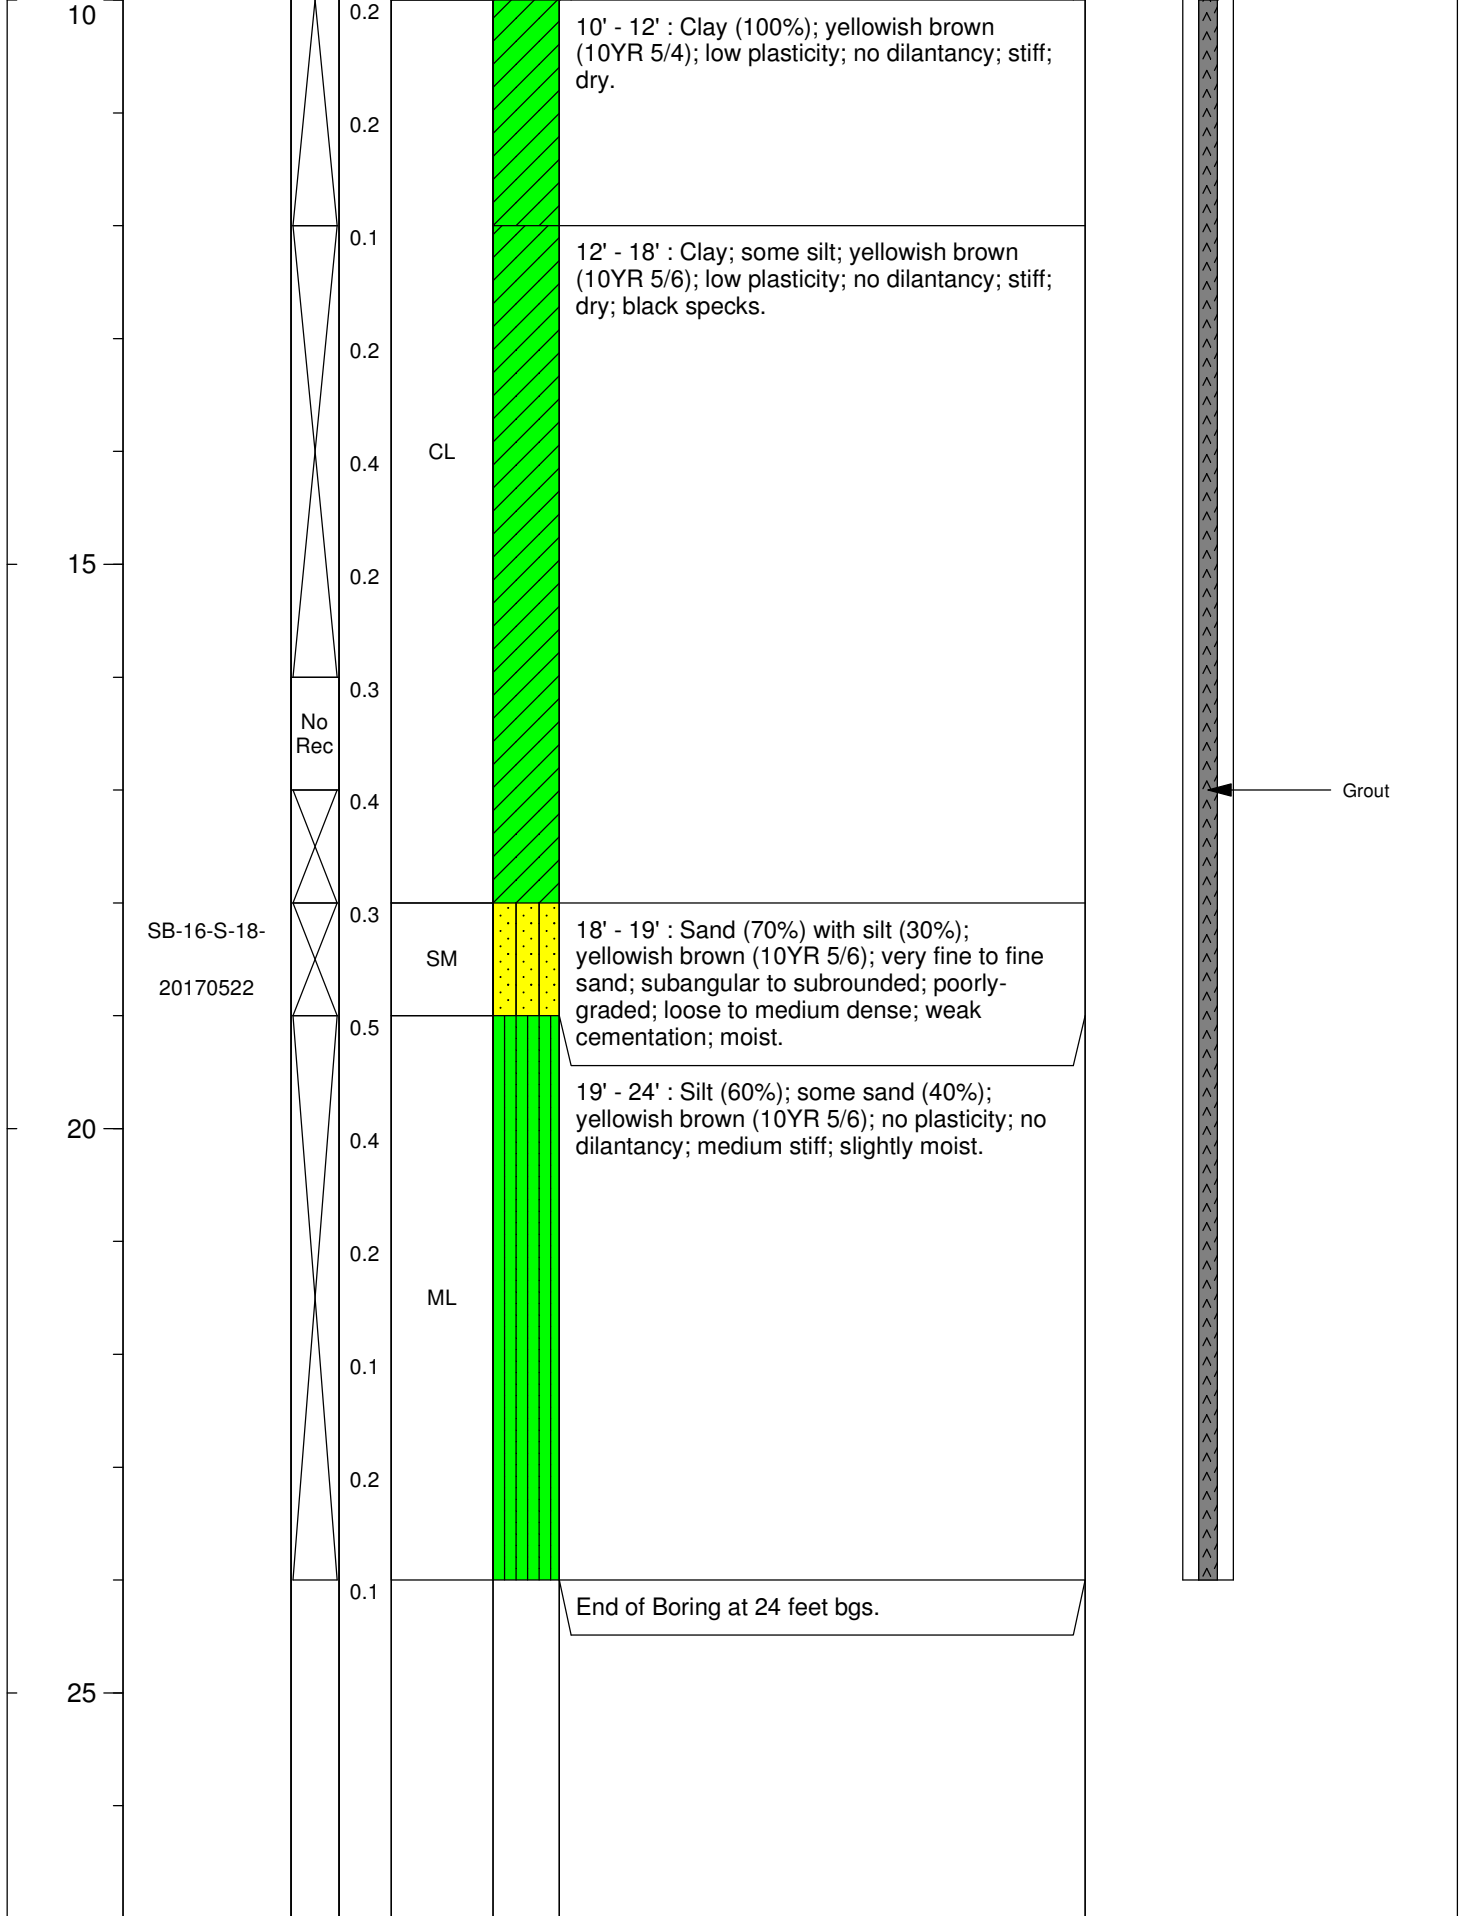 10
0.2
10' - 12' : Clay (100%); yellowish brown
(10YR 5/4); low plasticity; no dilantancy; stiff;
dry.
0.2
0.1
12' - 18' : Clay; some silt; yellowish brown
(10YR 5/6); low plasticity; no dilantancy; stiff;
dry; black specks.
0.2
0.4
CL
15
0.2
0.3
No
Rec
0.4
Grout
SB-16-S-18-
20170522
0.3
SM
18' - 19' : Sand (70%) with silt (30%);
yellowish brown (10YR 5/6); very fine to fine
sand; subangular to subrounded; poorly-
graded; loose to medium dense; weak
cementation; moist.
0.5
19' - 24' : Silt (60%); some sand (40%);
yellowish brown (10YR 5/6); no plasticity; no
dilantancy; medium stiff; slightly moist.
20
0.4
0.2
ML
0.1
0.2
0.1
End of Boring at 24 feet bgs.
25